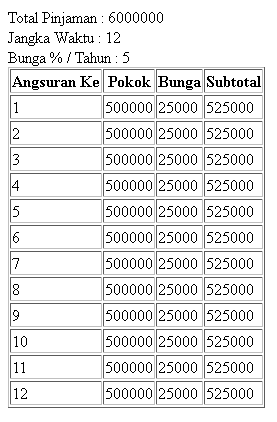 Total Pinjaman : 6000000
Jangka Waktu : 12
Bunga % / Tahun : 5
Angsuran Ke Pokok Bunga Subtotal
1 500000 25000 525000
2 500000 25000 525000
3 500000 25000 525000
4 500000 25000 525000
5 500000 25000 525000
6 500000 25000 525000
7 500000 25000 525000
8 500000 25000 525000
9 500000 25000 525000
10 500000 25000 525000
11 500000 25000 525000
12 500000 25000 525000